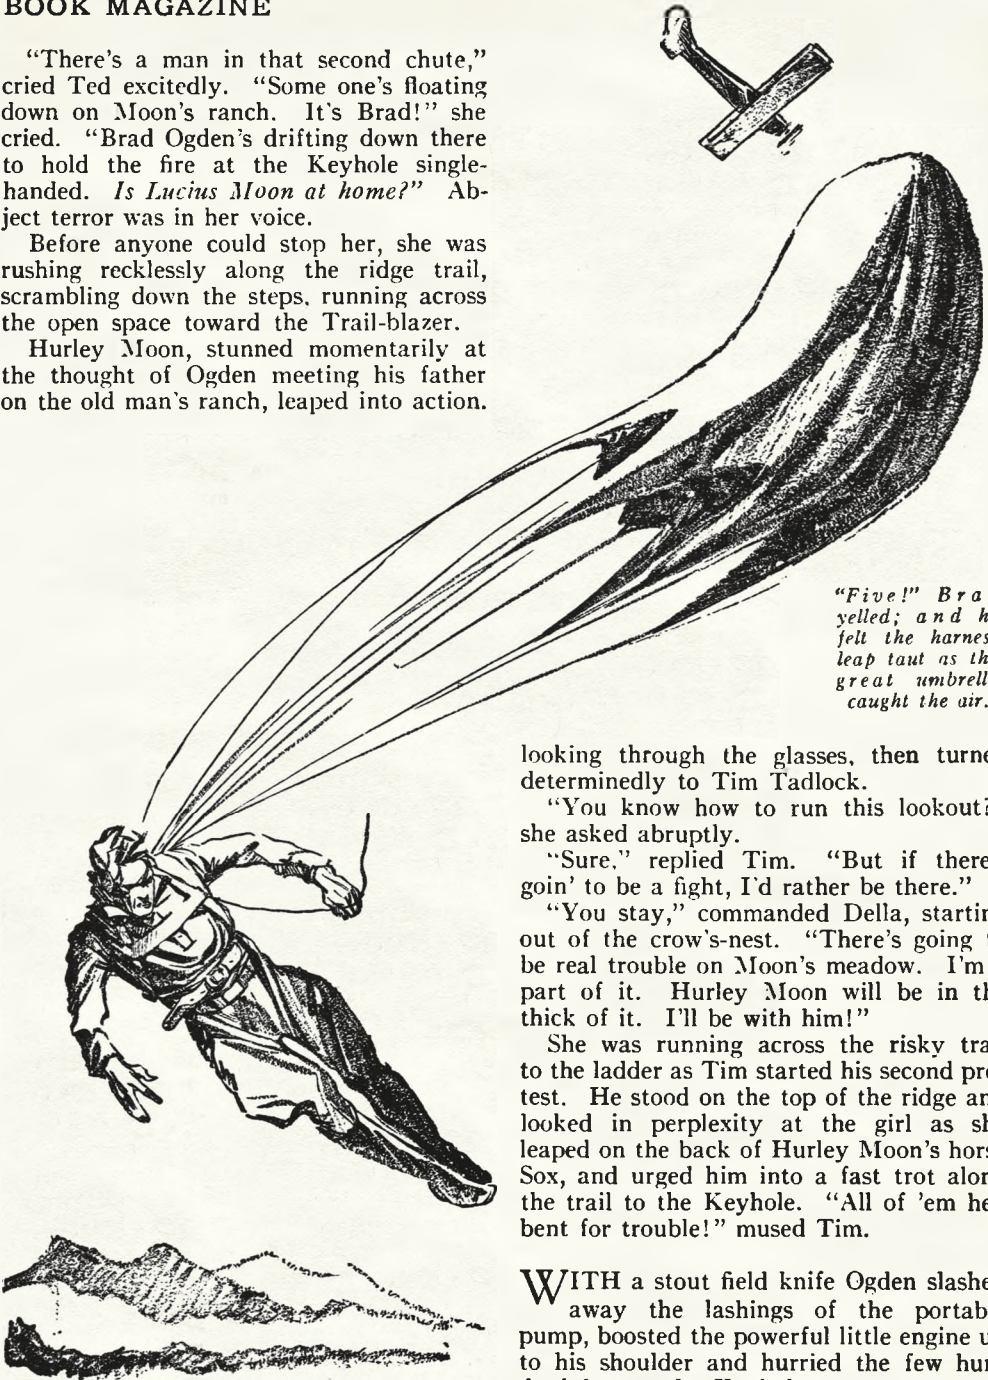 BOOK MAGAZINE
“There's a man in that second chute,”
cried Ted excitedly. “Some one's floating
down on Moon's ranch. It's Brad!” she
cried. “Brad Ogden's drifting down there
to hold the fire at the Keyhole single-
handed. Is Lucius Moon at home?” Ab-
ject terror was in her voice.
Before anyone could stop her, she was
rushing recklessly along the ridge trail,
scrambling down the steps, running across
the open space toward the Trail-blazer.
Hurley Moon, stunned momentarily at
the thought of Ogden meeting his father
on the old man's ranch, leaped into action.
“Five!” Bra
yelled; and h
felt the harnes
leap taut as th
great umbrell
caught the air.
looking through the glasses, then turne
determinedly to Tim Tadlock.
“You know how to run this lookout?
she asked abruptly.
“Sure,” replied Tim. “But if there
goin' to be a fight, I'd rather be there.”
“You stay,” commanded Della, startin
out of the crow's-nest. “There's going
be real trouble on Moon's meadow. I'm
part of it. Hurley Moon will be in th
thick of it. I'll be with him!”
She was running across the risky tra
to the ladder as Tim started his second pro
test. He stood on the top of the ridge an
looked in perplexity at the girl as sh
leaped on the back of Hurley Moon's hors
Sox, and urged him into a fast trot alon
the trail to the Keyhole. “All of 'em he
bent for trouble!” mused Tim.
WITH a stout field knife Ogden slashe
away the lashings of the portab
pump, boosted the powerful little engine u
to his shoulder and hurried the few hun